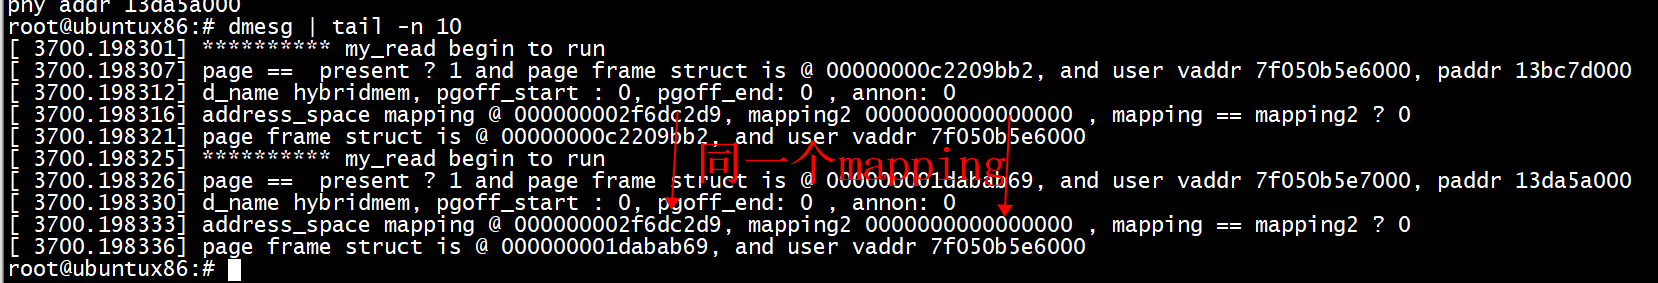 phy addr 13da5a000
root@ubuntux86:# dmesg | tail -n 10
[ 3700.198301] ********** my_read begin to run
[ 3700.198307] page ==  present ? 1 and page frame struct is @ 00000000c2209bb2, and user vaddr 7f050b5e6000, paddr 13bc7d000
[ 3700.198312] d_name hybridmem, pgoff_start : 0, pgoff_end: 0 , annon: 0
[ 3700.198316] address_space mapping @ 000000002f6dc2d9, mapping2 0000000000000000 , mapping == mapping2 ? 0
[ 3700.198321] page frame struct is @ 00000000c2209bb2, and user vaddr 7f050b5e6000
[ 3700.198325] ********** my_read begin to run
同一个mapping
[ 3700.198326] page ==  present ? 1 and page frame struct is @ 000000001dabab69, and user vaddr 7f050b5e7000, paddr 13da5a000
[ 3700.198330] d_name hybridmem, pgoff_start : 0, pgoff_end: 0 , annon: 0
[ 3700.198333] address_space mapping @ 000000002f6dc2d9, mapping2 0000000000000000 , mapping == mapping2 ? 0
[ 3700.198336] page frame struct is @ 000000001dabab69, and user vaddr 7f050b5e6000
root@ubuntux86:#